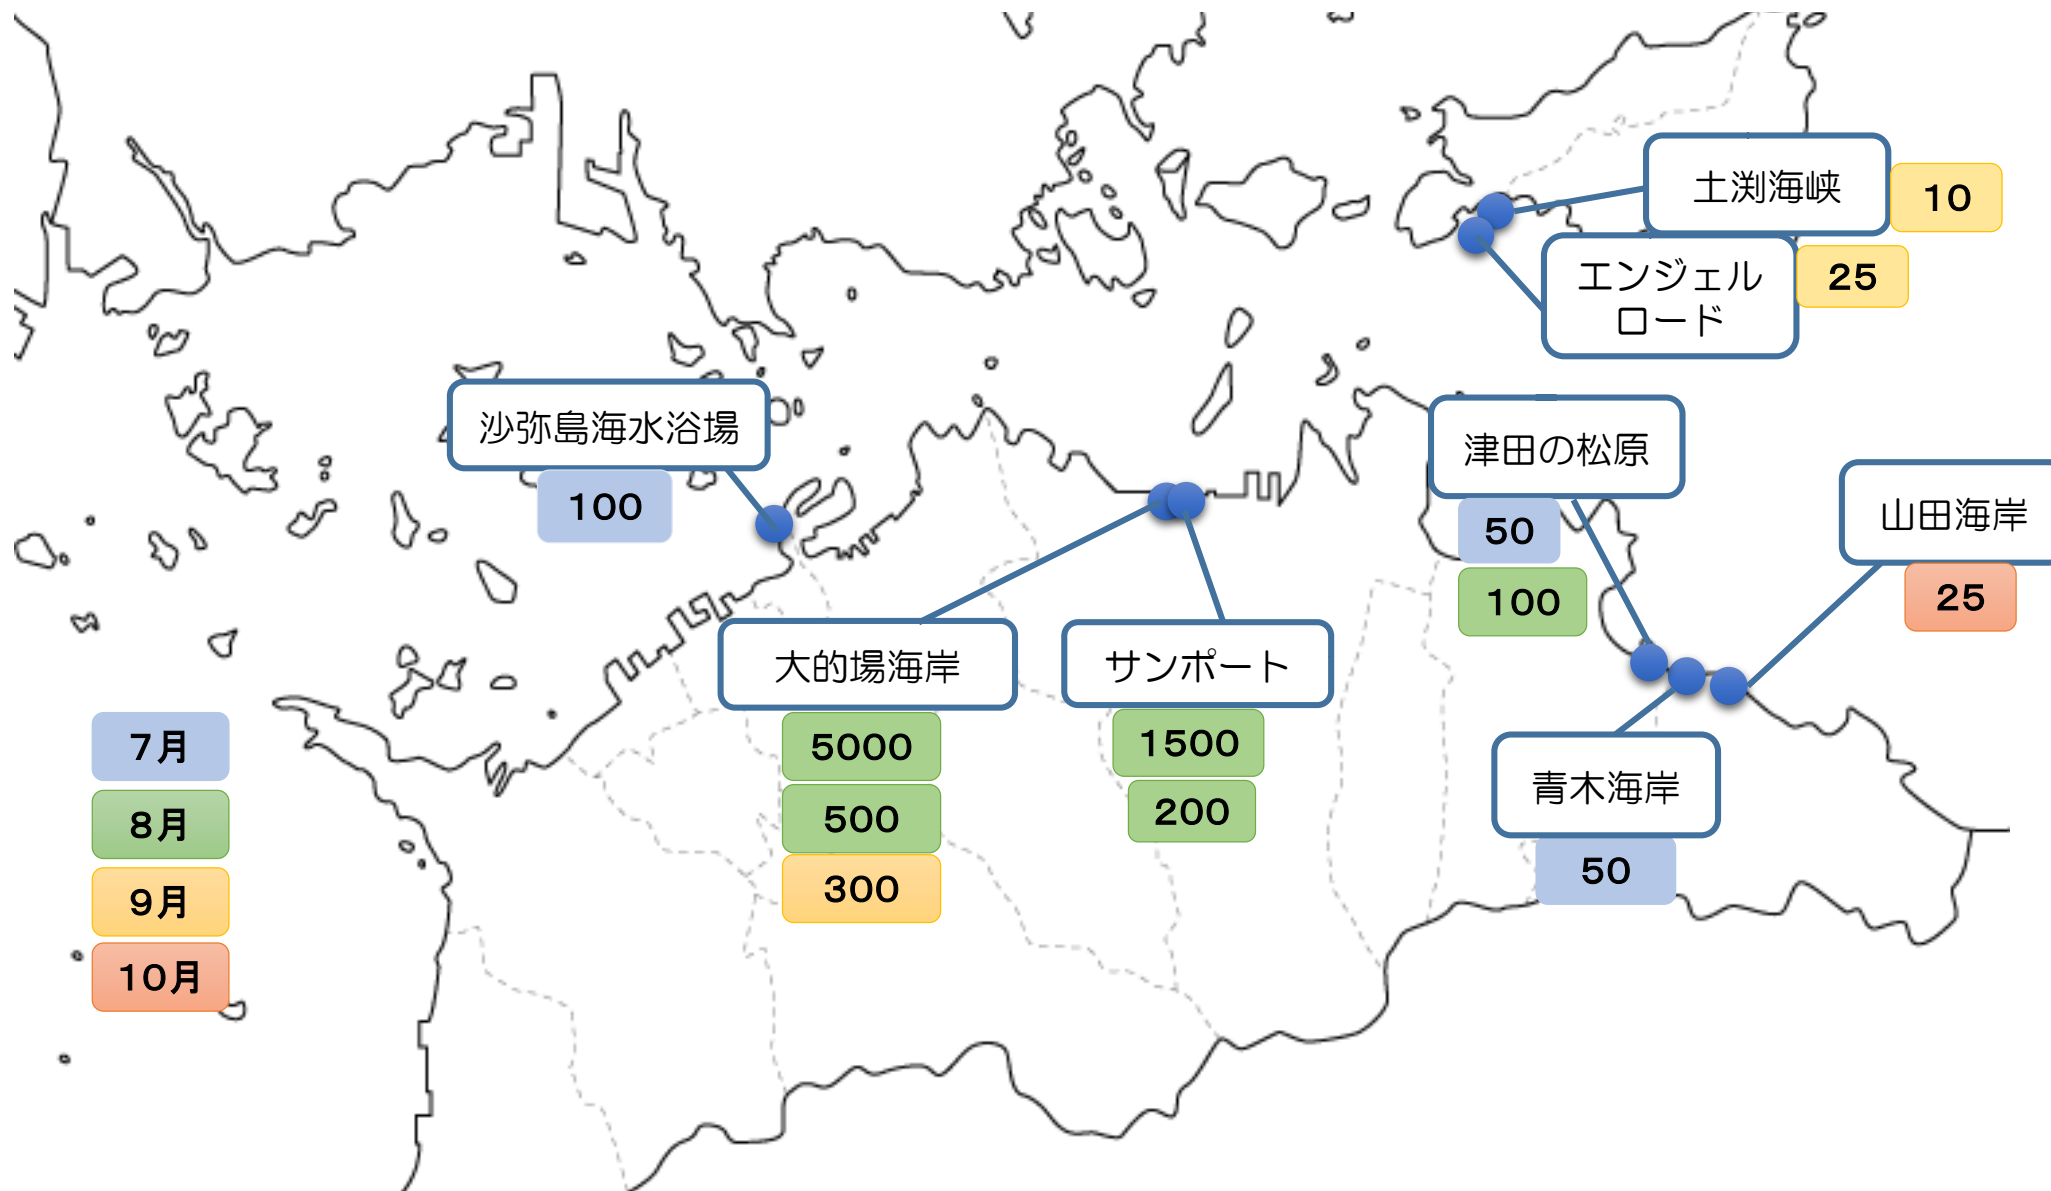 土渕海峡
10
エンジェル
ロード
25
沙弥島海水浴場
100
津田の松原
50
100
山田海岸
25
大的場海岸
5000
500
300
サンポート
1500
200
青木海岸
50
7月
8月
9月
10月